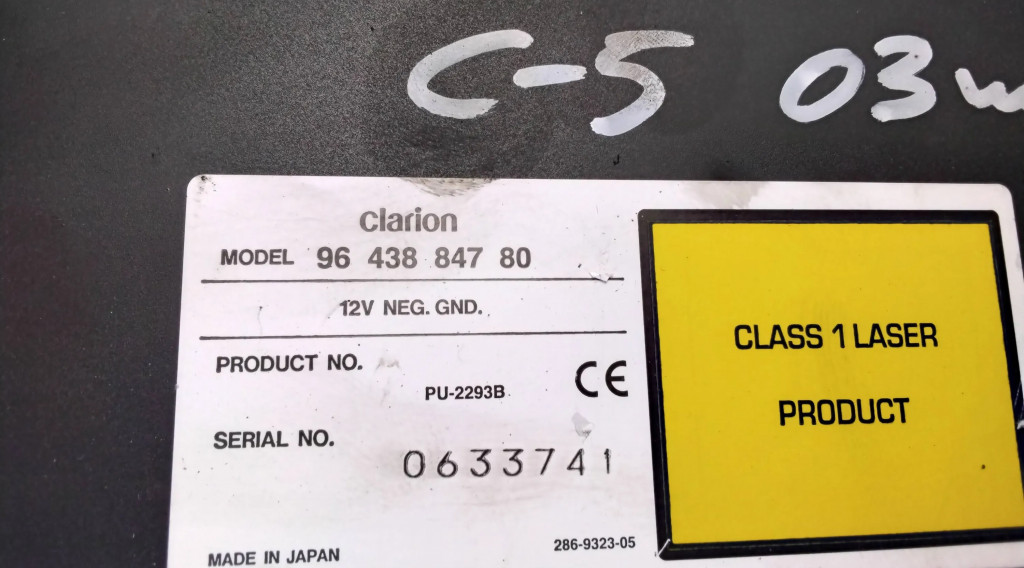 C-5 03
clarion
MODEL 96 438 847 80
12V NEG. GND.
PRODUCT NO.
PU-2293B
CE
SERIAL NO.
0633741
MADE IN JAPAN
286-9323-05
CLASS 1 LASER
PRODUCT